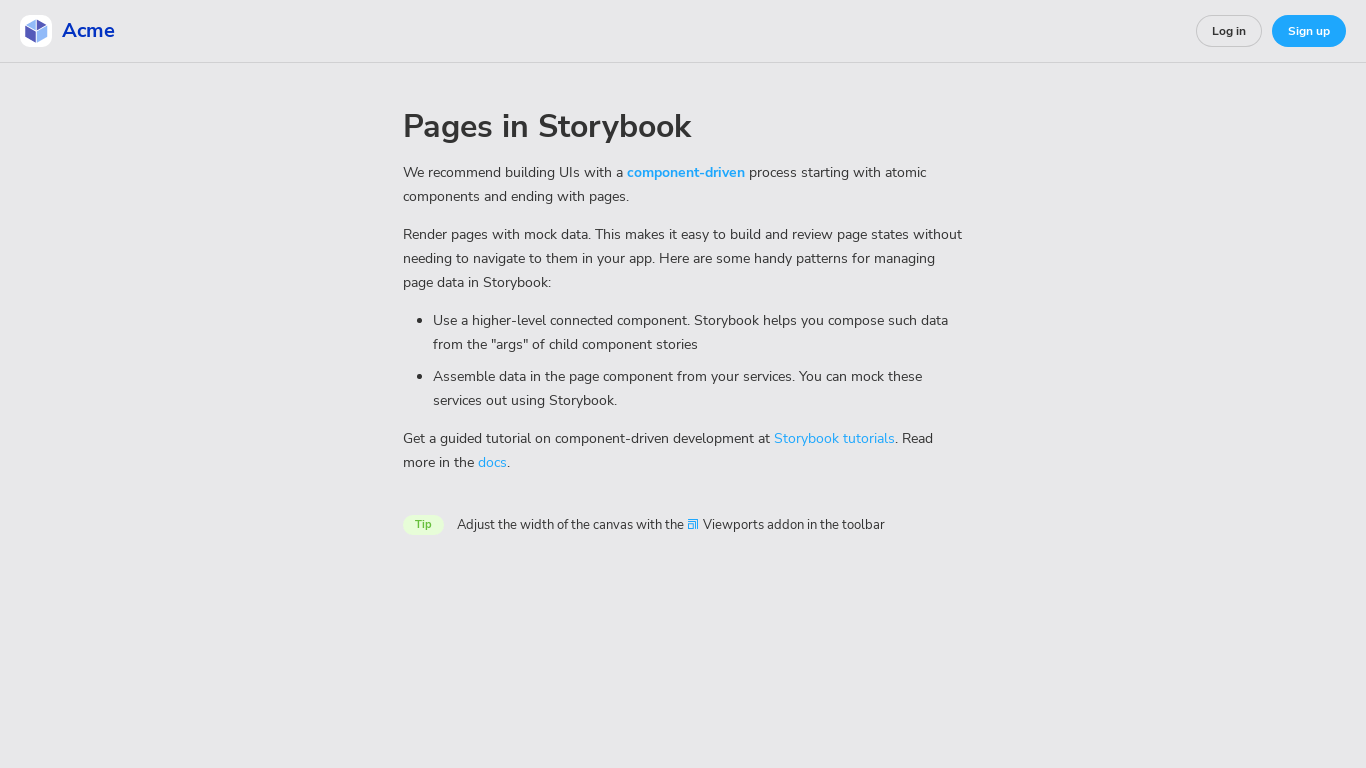 Acme
Log in
Sign up
Pages in Storybook
We recommend building UIs with a component-driven process starting with atomic
components and ending with pages.
Render pages with mock data. This makes it easy to build and review page states without
needing to navigate to them in your app. Here are some handy patterns for managing
page data in Storybook:
Use a higher-level connected component. Storybook helps you compose such data
from the "args" of child component stories
Assemble data in the page component from your services. You can mock these
services out using Storybook.
Get a guided tutorial on component-driven development at Storybook tutorials. Read
more in the docs.
Tip
Adjust the width of the canvas with the Viewports addon in the toolbar